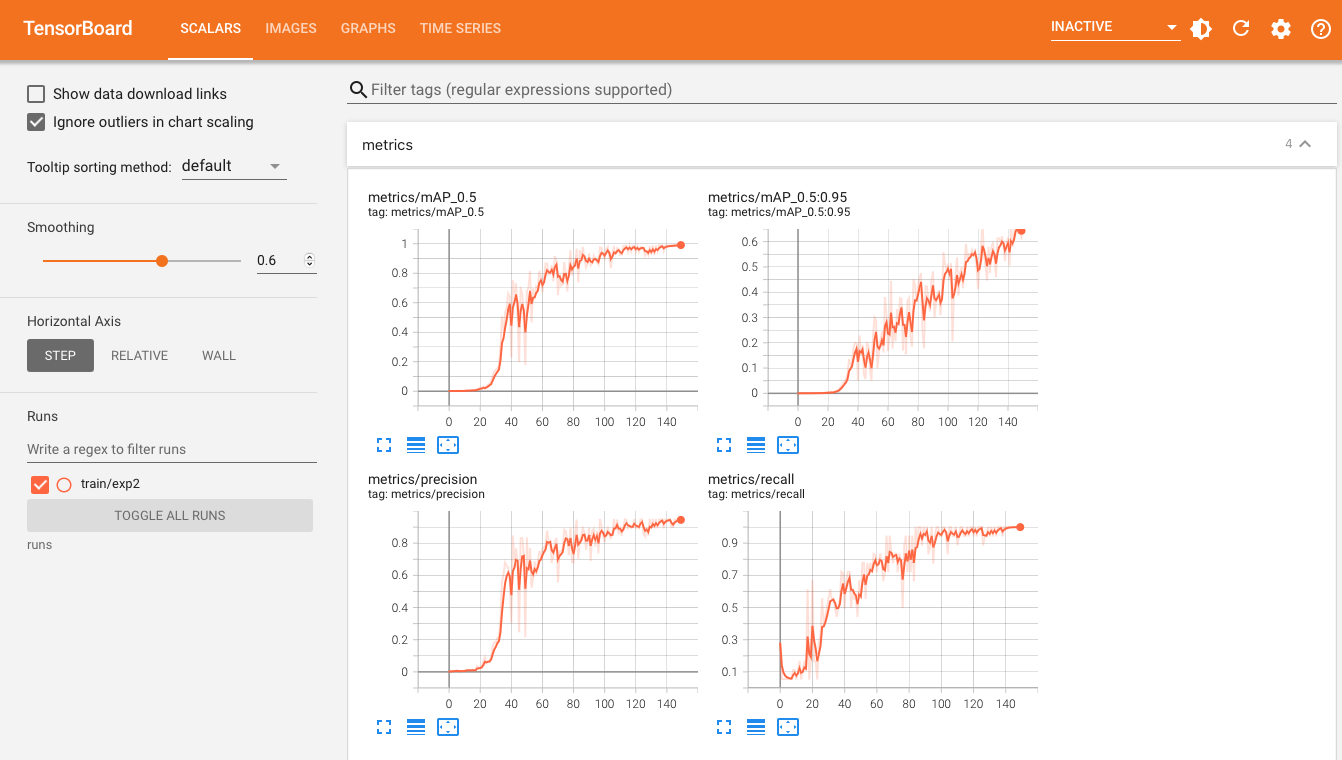 TensorBoard SCALARS IMAGES GRAPHS TIME SERIES INACTIVE
Show data download links
Ignore outliers in chart scaling
Tooltip sorting method: default
Smoothing
0.6
Horizontal Axis
STEP RELATIVE WALL
Runs
Write a regex to filter runs
train/exp2
TOGGLE ALL RUNS
runs
Filter tags (regular expressions supported)
metrics 4
metrics/mAP_0.5
tag: metrics/mAP_0.5
1
0.8
0.6
0.4
0.2
0
0 20 40 60 80 100 120 140
metrics/mAP_0.5:0.95
tag: metrics/mAP_0.5:0.95
0.6
0.5
0.4
0.3
0.2
0.1
0
0 20 40 60 80 100 120 140
metrics/precision
tag: metrics/precision
0.8
0.6
0.4
0.2
0
0 20 40 60 80 100 120 140
metrics/recall
tag: metrics/recall
0.9
0.7
0.5
0.3
0.1
0 20 40 60 80 100 120 140